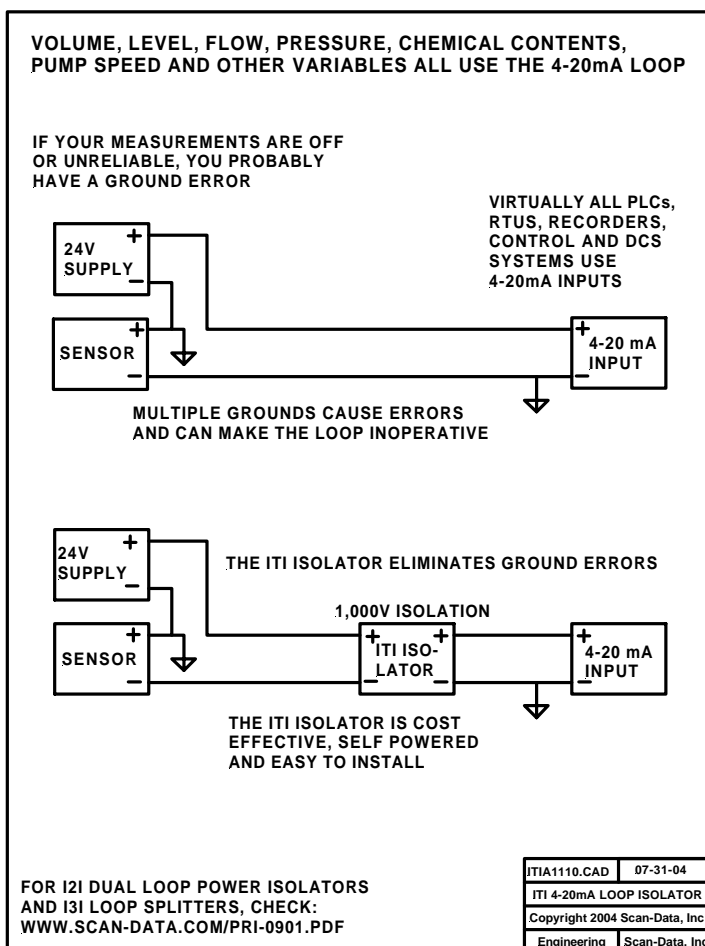 VOLUME, LEVEL, FLOW, PRESSURE, CHEMICAL CONTENTS,
PUMP SPEED AND OTHER VARIABLES ALL USE THE 4-20mA LOOP
IF YOUR MEASUREMENTS ARE OFF
OR UNRELIABLE, YOU PROBABLY
HAVE A GROUND ERROR
VIRTUALLY ALL PLCs,
RTUS, RECORDERS,
CONTROL AND DCS
SYSTEMS USE
4-20mA INPUTS
24V +
SUPPLY
−
SENSOR +
−
+
4-20 mA
INPUT
−
MULTIPLE GROUNDS CAUSE ERRORS
AND CAN MAKE THE LOOP INOPERATIVE
24V +
SUPPLY
−
THE ITI ISOLATOR ELIMINATES GROUND ERRORS
1,000V ISOLATION
SENSOR +
−
+ +
ITI ISO-
LATOR
− −
+
4-20 mA
INPUT
−
THE ITI ISOLATOR IS COST
EFFECTIVE, SELF POWERED
AND EASY TO INSTALL
FOR I2I DUAL LOOP POWER ISOLATORS
AND I3I LOOP SPLITTERS, CHECK:
WWW.SCAN-DATA.COM/PRI-0901.PDF
ITIA1110.CAD 07-31-04
ITI 4-20mA LOOP ISOLATOR
Copyright 2004 Scan-Data, Inc
Engineering Scan-Data, Inc